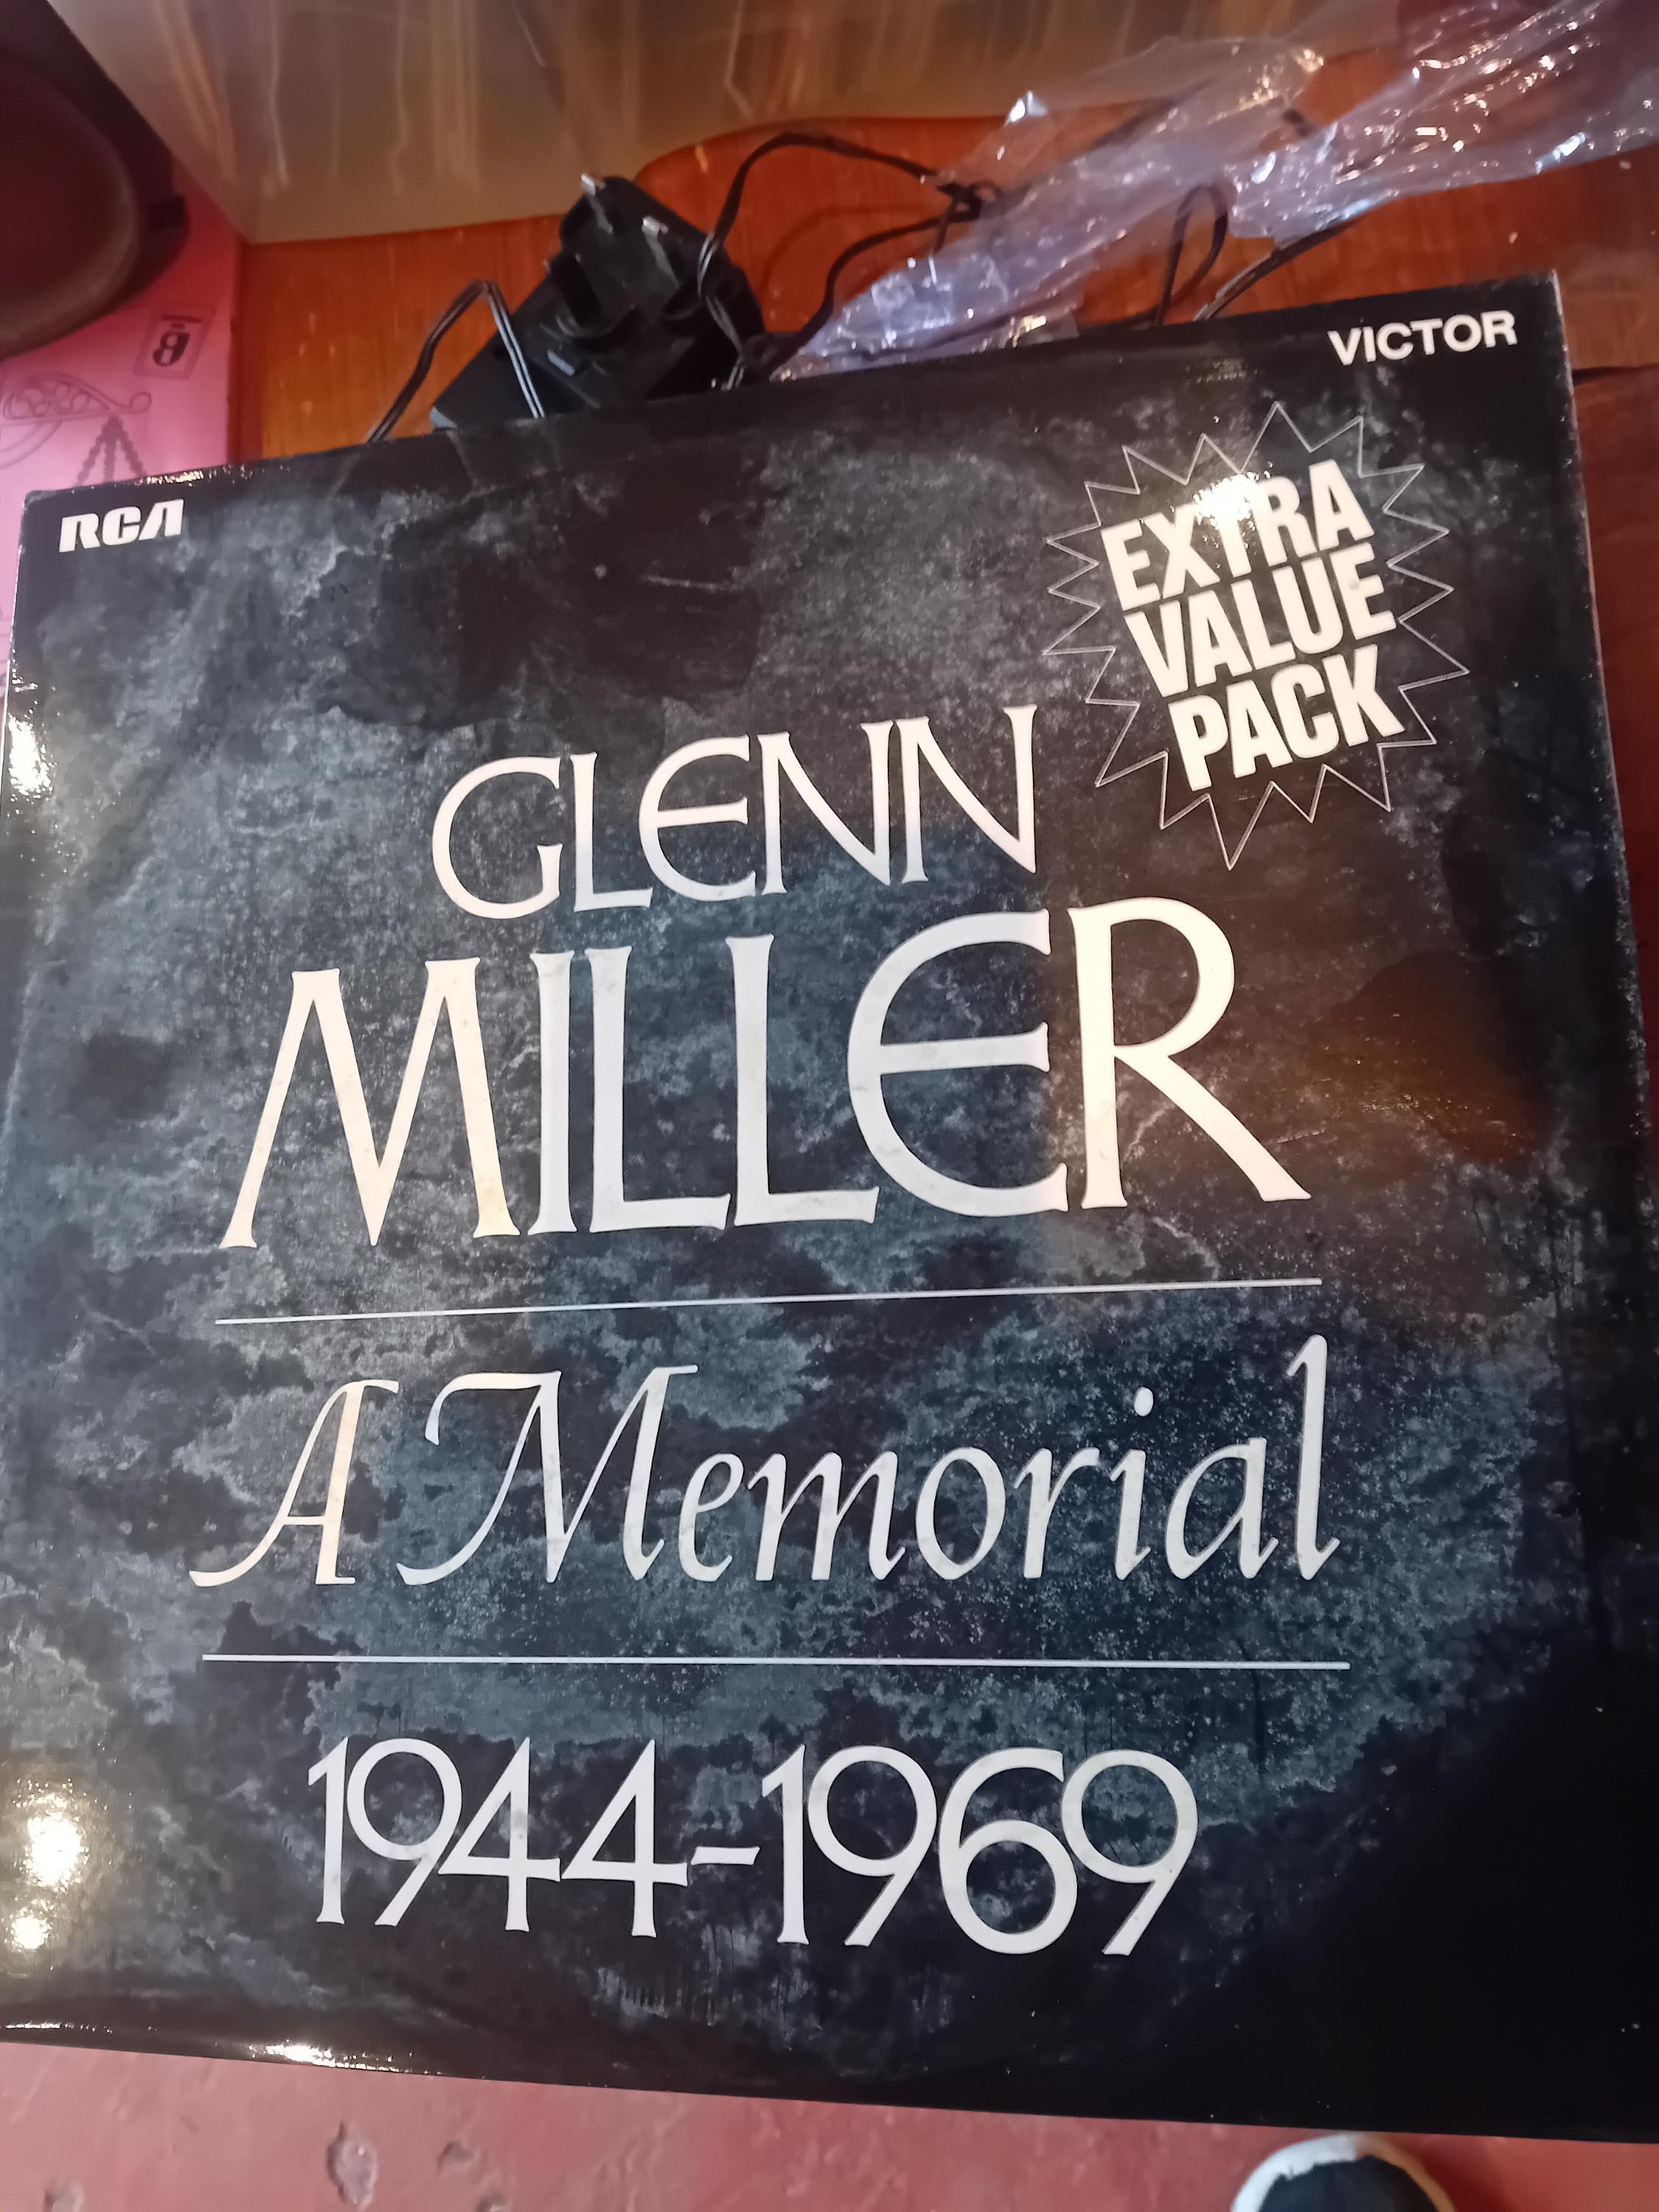 RCA
VICTOR
EXTRA
VALUE
PACK
GLENN
MILLER
A Memorial
1944-1969